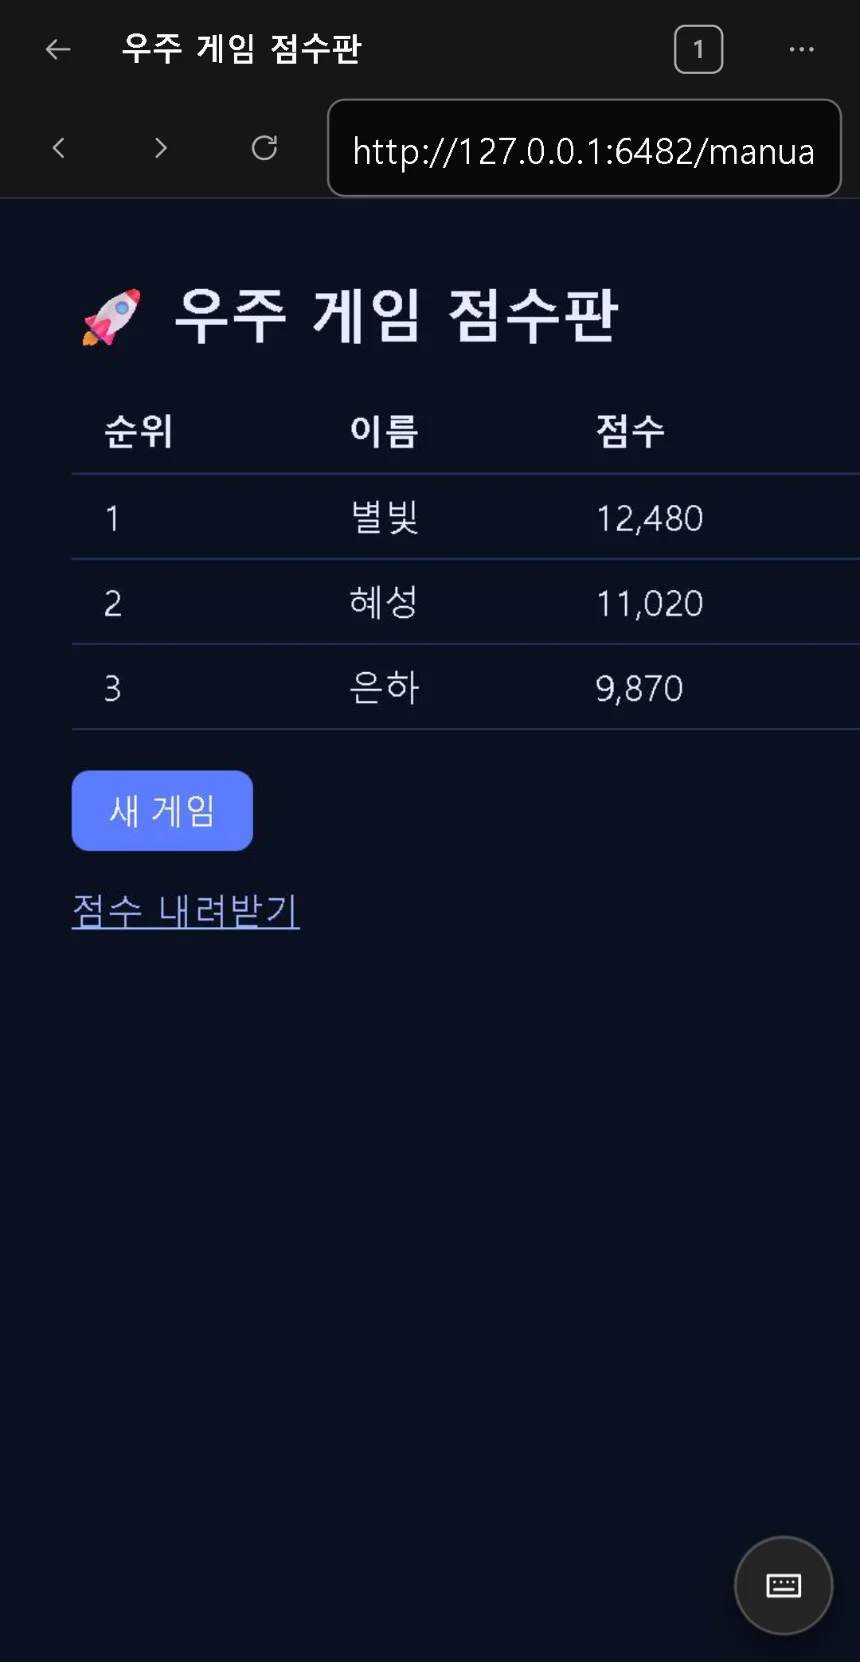 우주 게임 점수판
1
http://127.0.0.1:6482/manua
🚀 우주 게임 점수판
순위 이름 점수
1 별빛 12,480
2 혜성 11,020
3 은하 9,870
새 게임
점수 내려받기